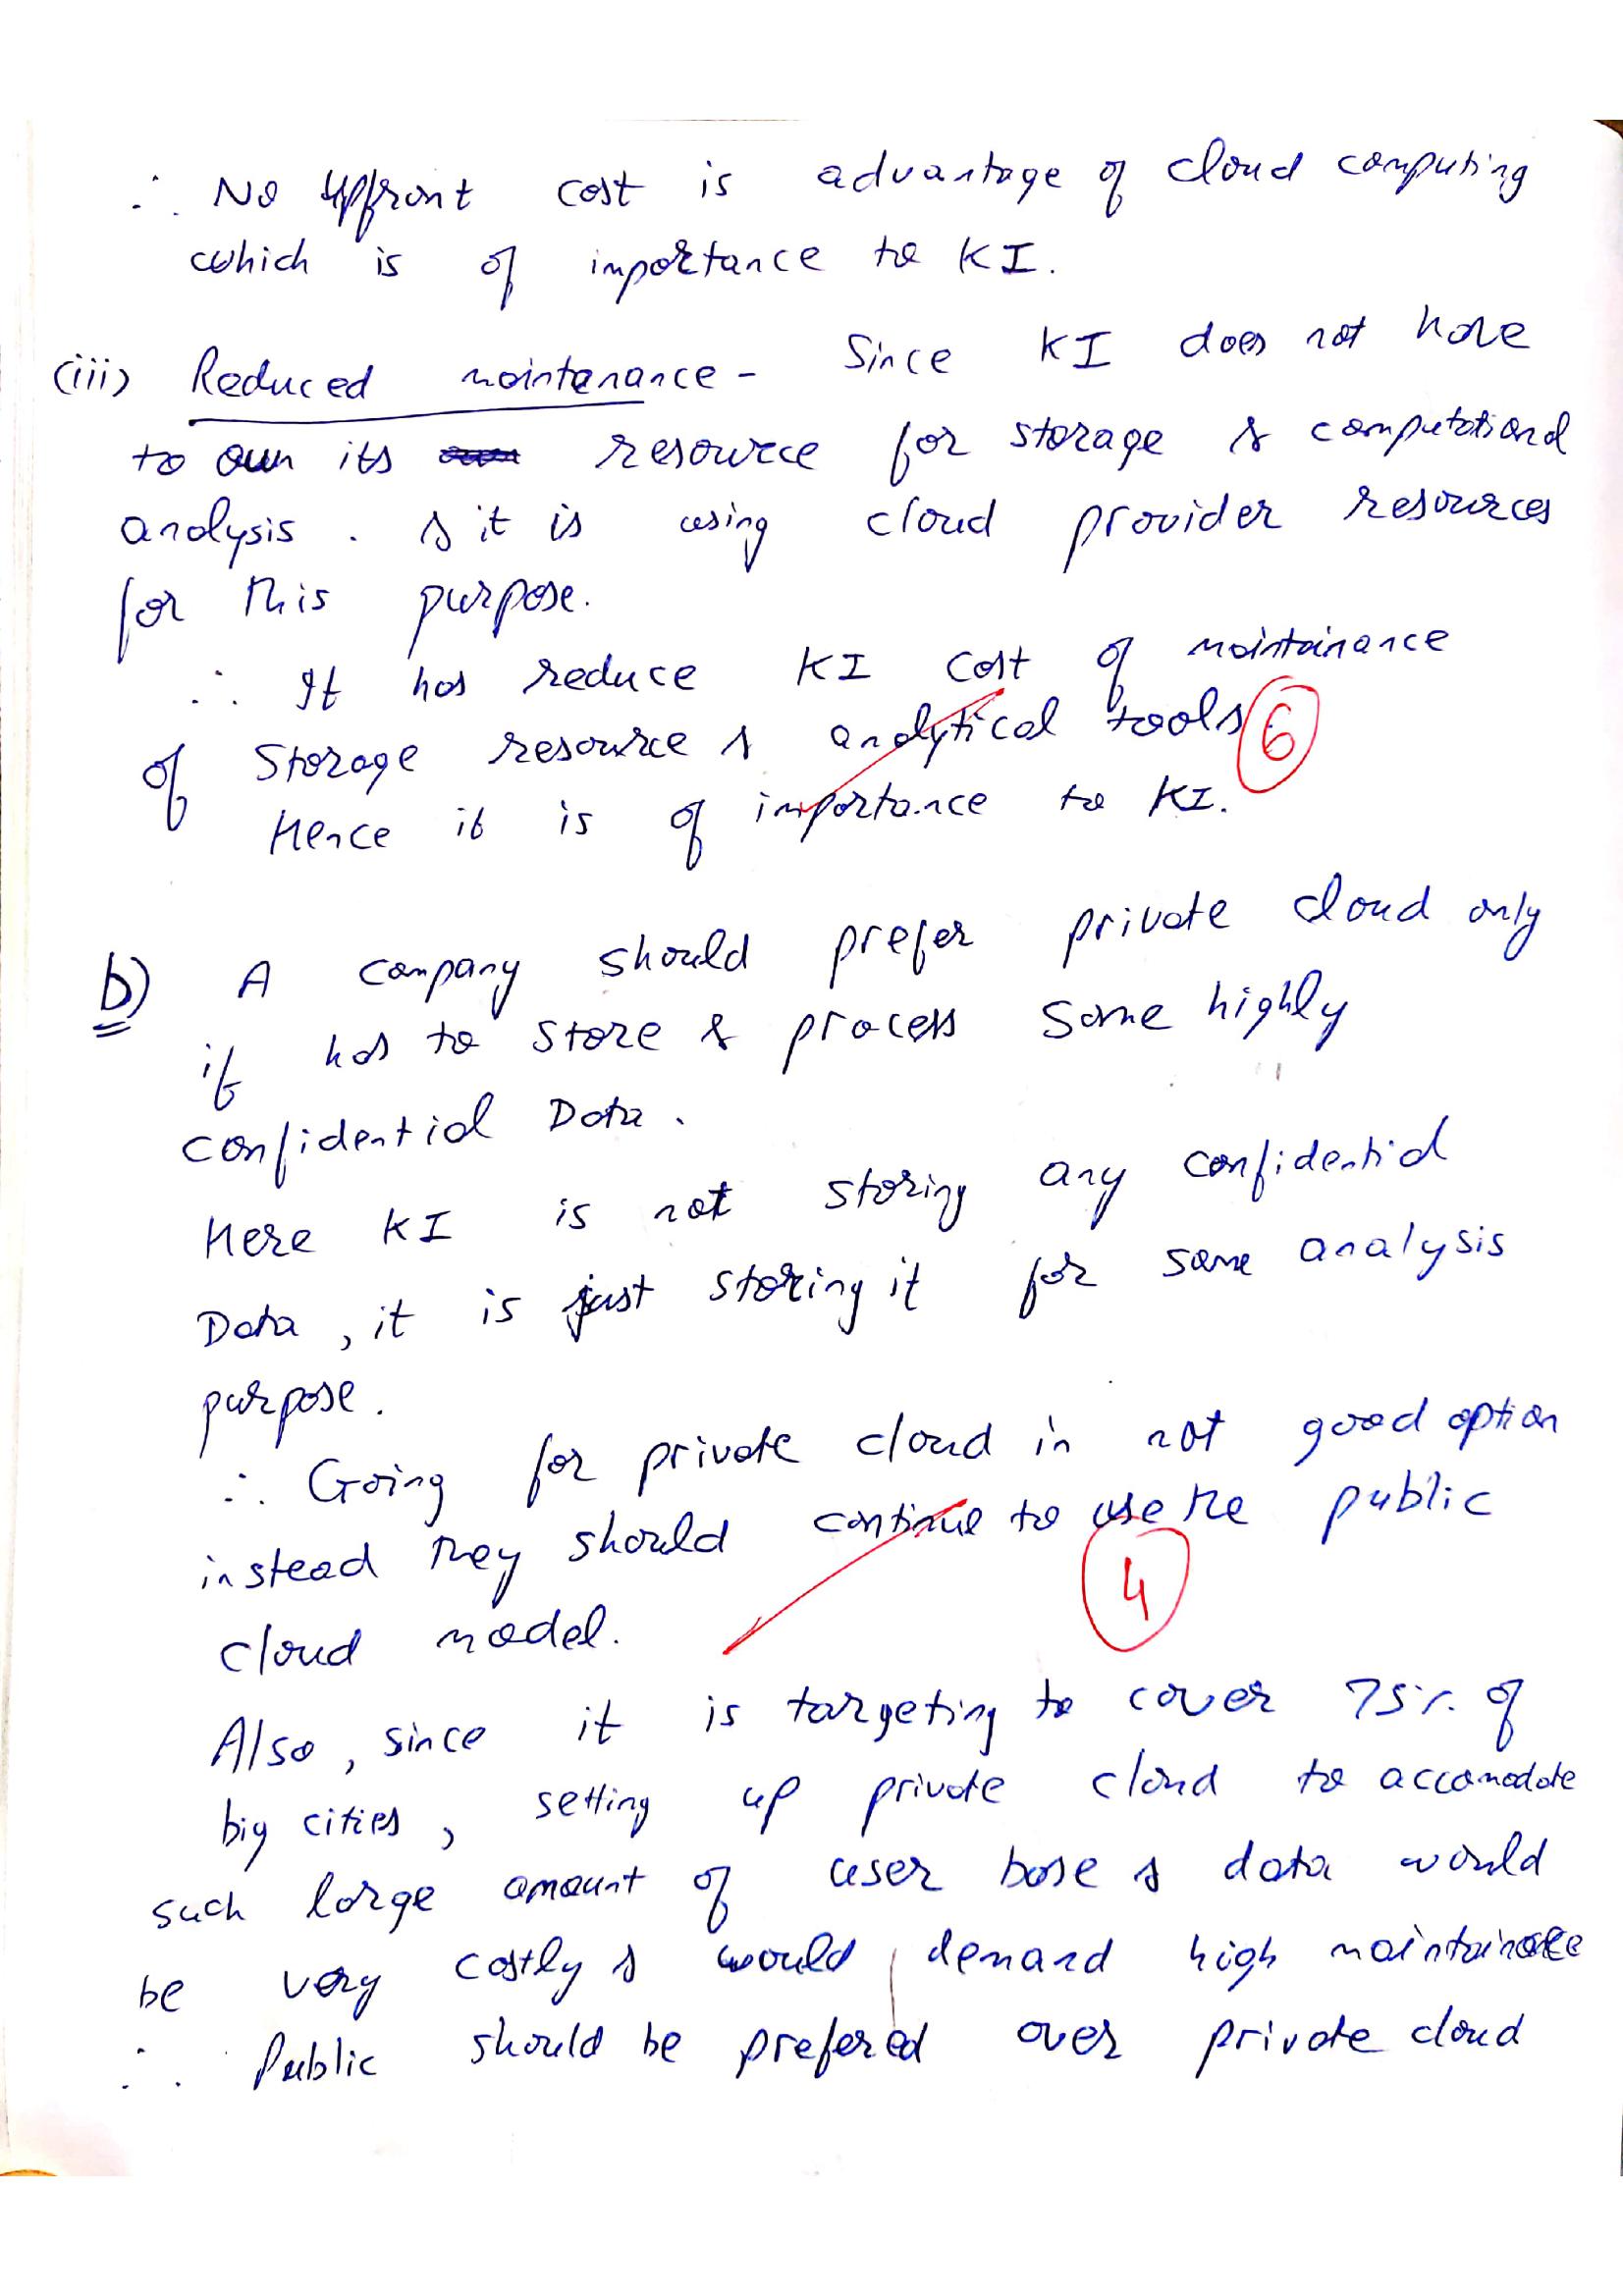 ∴ No upfront cost is advantage of cloud computing
which is of importance to KI.
(iii) Reduced maintenance - Since KI does not have
to own its resource for storage & computational
analysis. & it is using cloud provider resources
for this purpose.
∴ It has reduce KI cost of maintainance
of storage resource & analytical tools
6
Hence it is of importance to KI.
b) A company should prefer private cloud only
if has to store & process some highly
confidential Data.
Here KI is not storing any confidential
Data, it is just storing it for some analysis
purpose.
∴ Going for private cloud in not good option
instead they should continue to use the public
4
cloud model.
Also, since it is targeting to cover 75% of
big cities, setting up private cloud to accomodate
such large amount of user base & data would
be very costly & would demand high
∴ Public should be prefered over private cloud